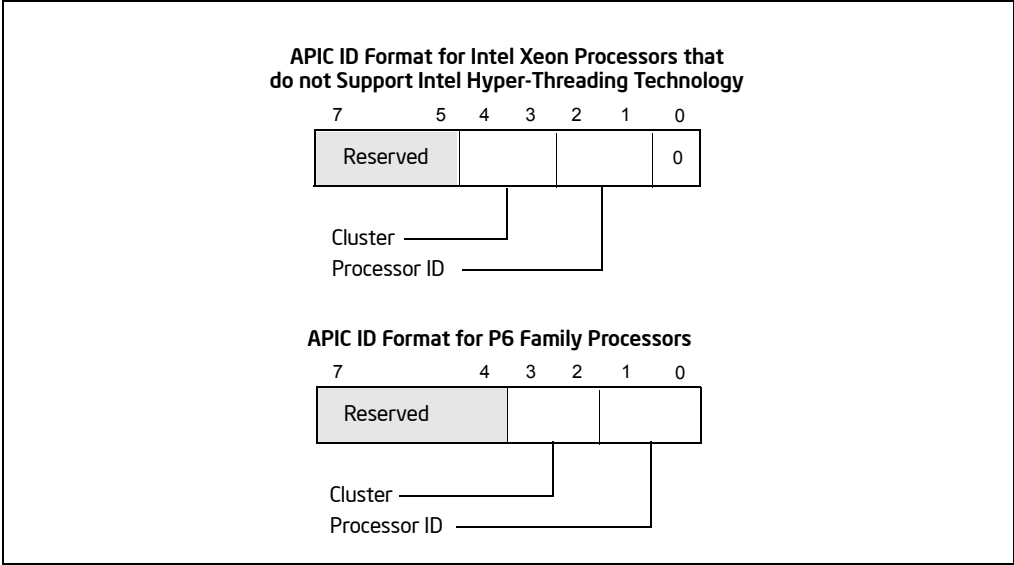 APIC ID Format for Intel Xeon Processors that
do not Support Intel Hyper-Threading Technology
7 5 4 3 2 1 0
Reserved 0
Cluster
Processor ID
APIC ID Format for P6 Family Processors
7 4 3 2 1 0
Reserved
Cluster
Processor ID